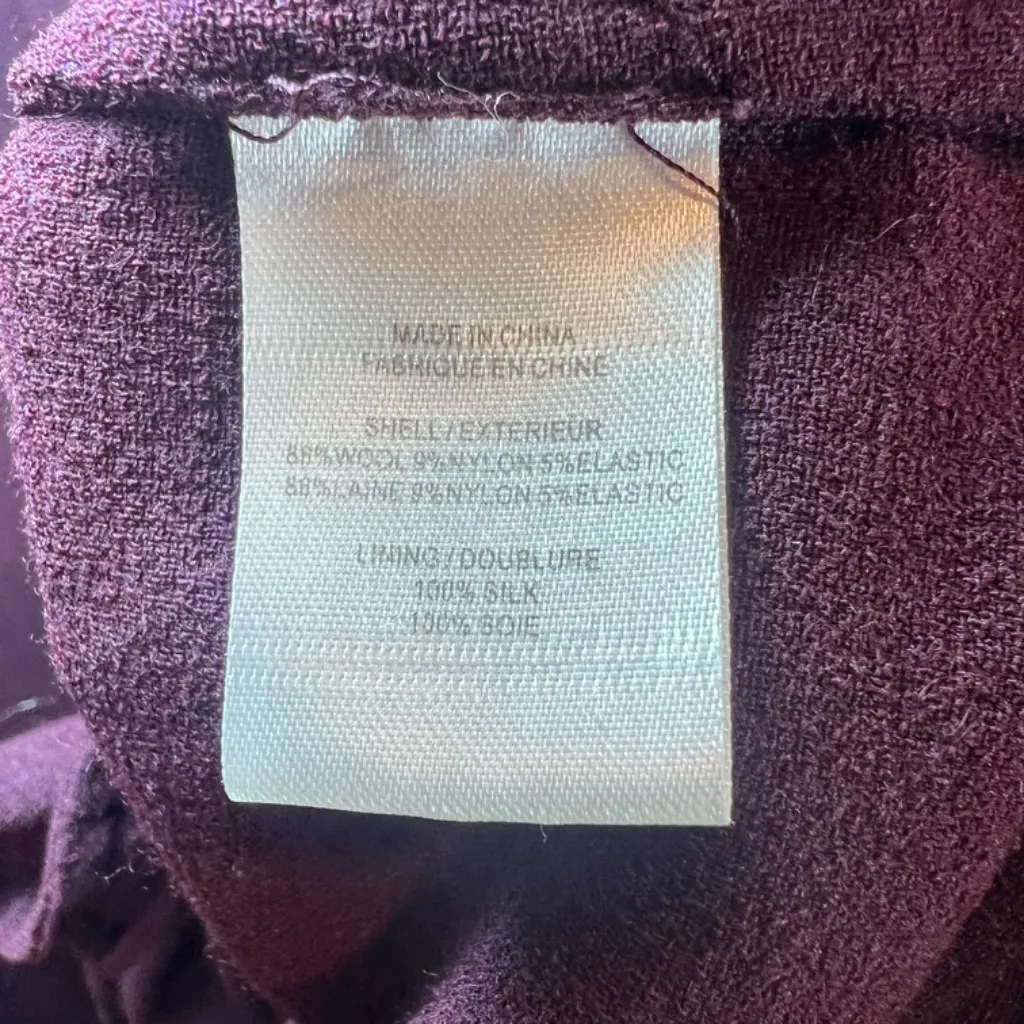 MADE IN CHINA
FABRIQUE EN CHINE
SHELL/EXTERIEUR
86%WOOL 9%NYLON 5%ELASTIC
86%LAINE 9%NYLON 5%ELASTIC
LINING/DOUBLURE
100% SILK
100% SOIE